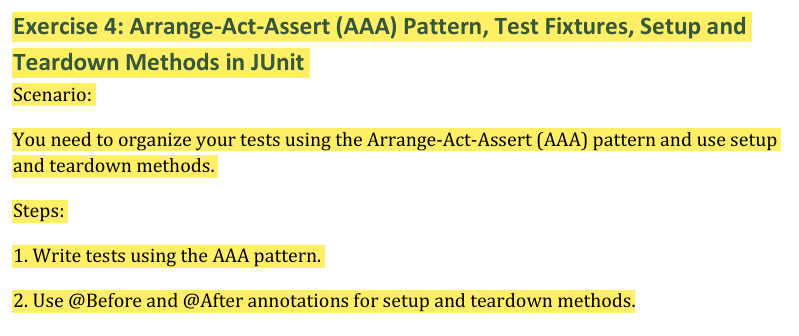 Exercise 4: Arrange-Act-Assert (AAA) Pattern, Test Fixtures, Setup and
Teardown Methods in JUnit
Scenario:
You need to organize your tests using the Arrange-Act-Assert (AAA) pattern and use setup
and teardown methods.
Steps:
1. Write tests using the AAA pattern.
2. Use @Before and @After annotations for setup and teardown methods.